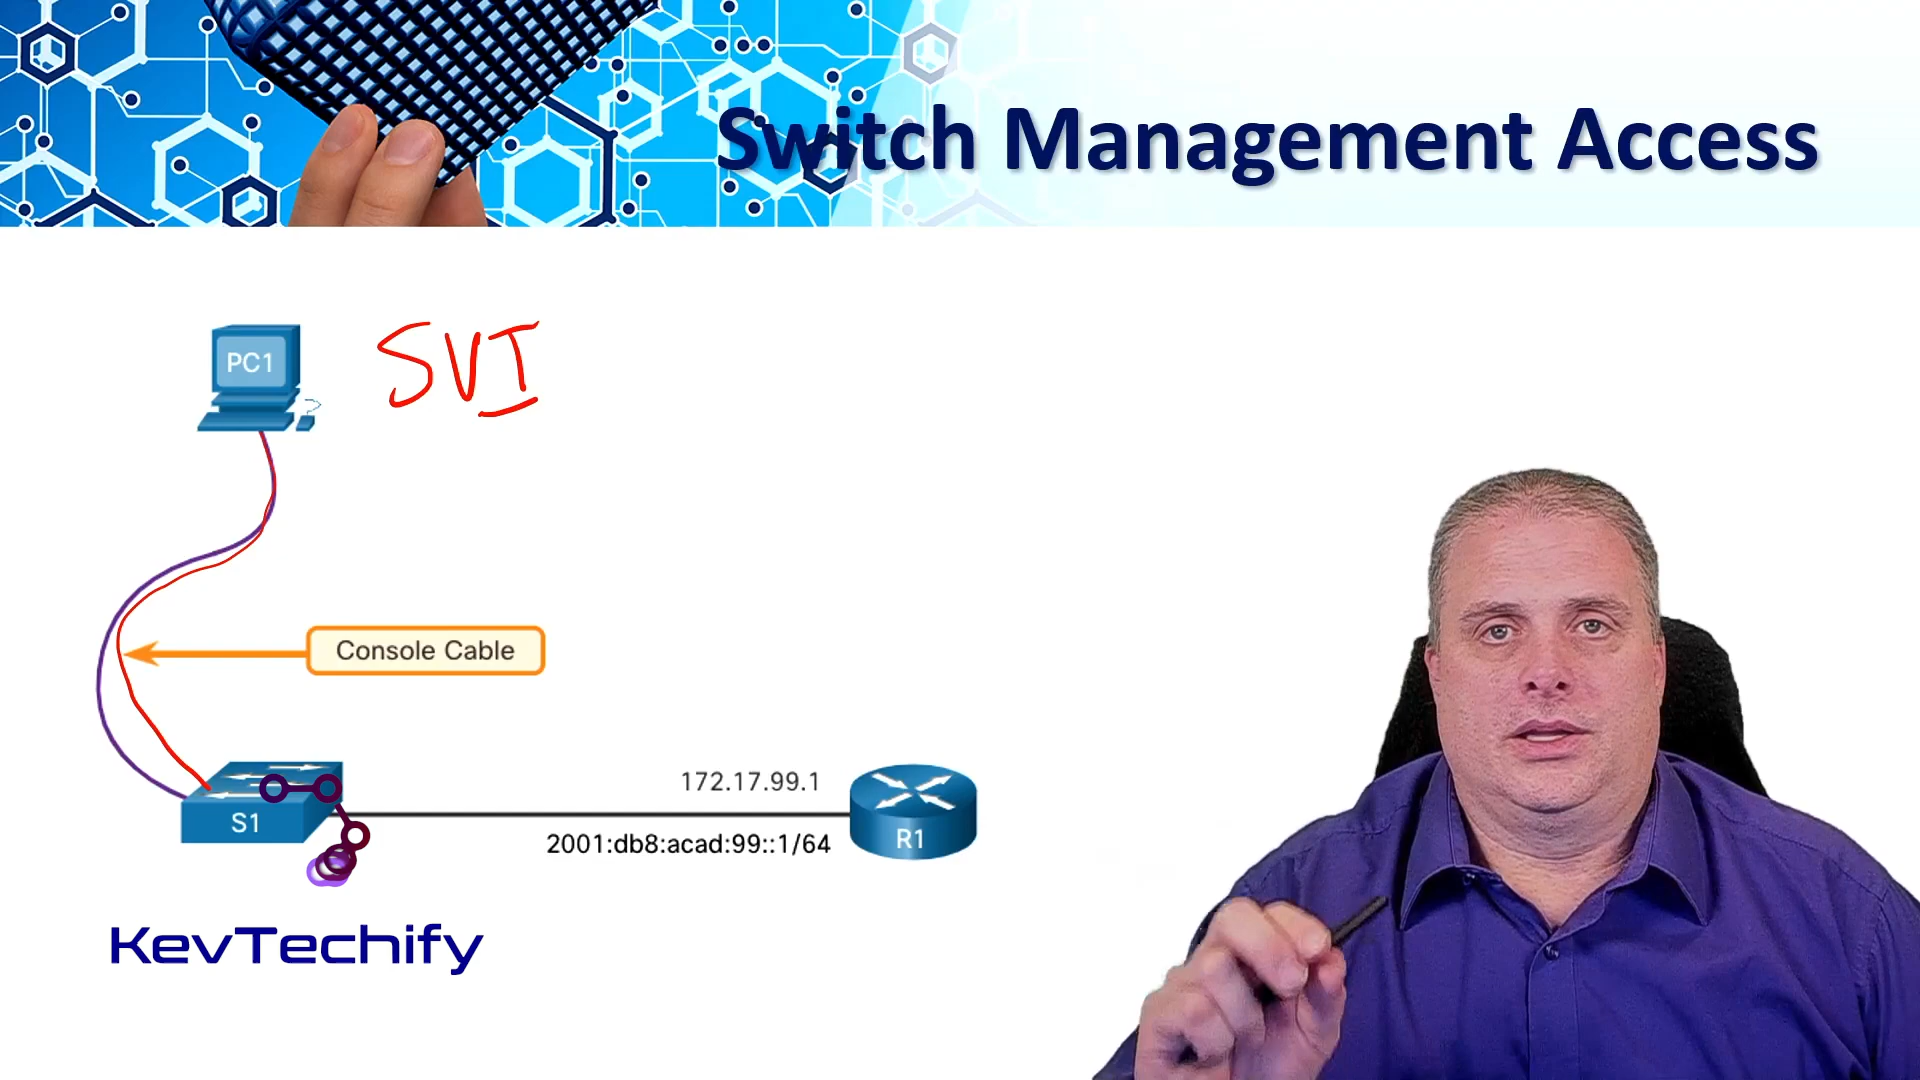 Switch Management Access
PC1
SVI
Console Cable
172.17.99.1
S1
R1
2001:db8:acad:99::1/64
KevTechify